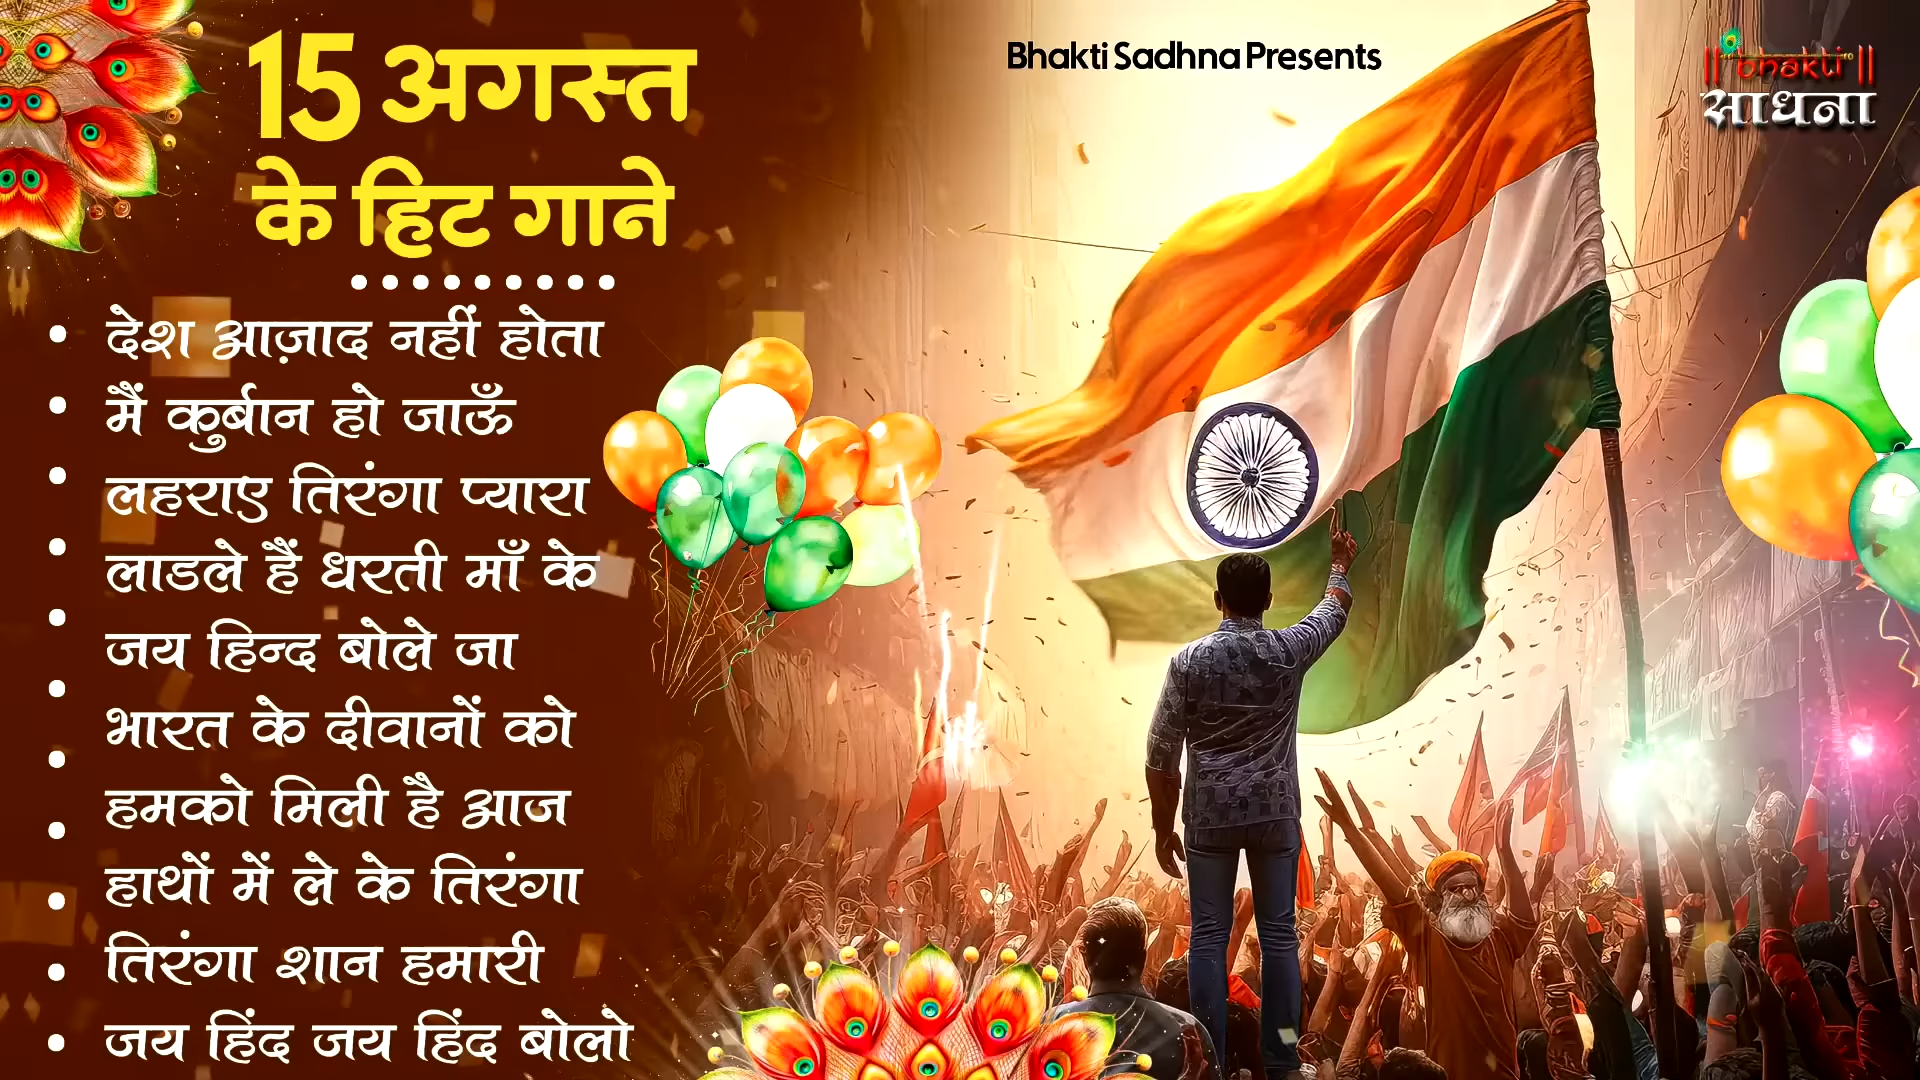 15 अगस्त
के हिट गाने
देश आज़ाद नहीं होता
मैं कुर्बान हो जाऊँ
लहराए तिरंगा प्यारा
लाडले हैं धरती माँ के
जय हिन्द बोले जा
भारत के दीवानों को
हमको मिली है आज
हाथों में ले के तिरंगा
तिरंगा शान हमारी
जय हिंद जय हिंद बोलो
Bhakti Sadhna Presents
|| bhakti ||
साधना